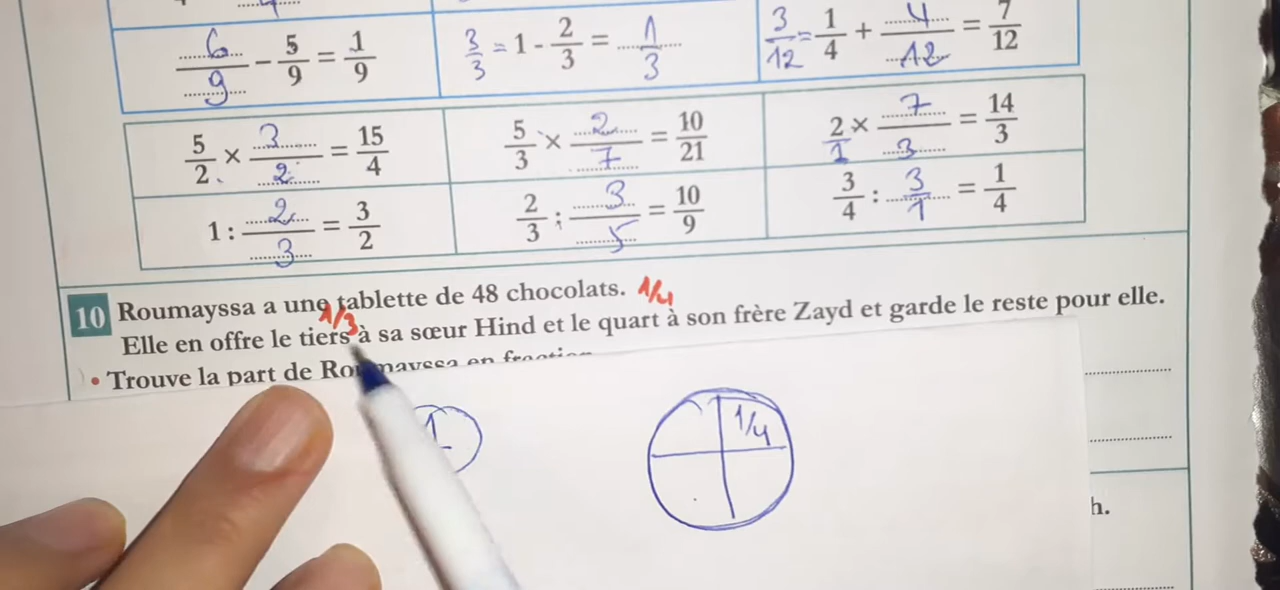 6/9 - 5/9 = 1/9
3/3 = 1 - 2/3 = 1/3
3/12 = 1/4 + 4/12 = 7/12
5/2 × 3/2 = 15/4
5/3 × 2/7 = 10/21
2/1 × 7/3 = 14/3
1 : 2/3 = 3/2
2/3 : 3/5 = 10/9
3/4 : 3/1 = 1/4
10 Roumayssa a une tablette de 48 chocolats. 1/4
1/3
Elle en offre le tiers à sa sœur Hind et le quart à son frère Zayd et garde le reste pour elle.
• Trouve la part de Roumayssa en fraction
1
1/4
h.